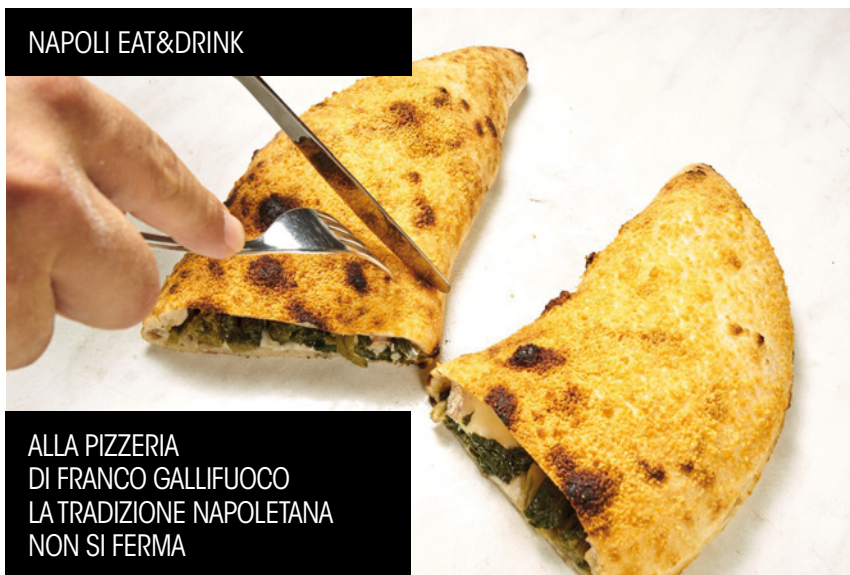 NAPOLI EAT&DRINK
ALLA PIZZERIA
DI FRANCO GALLIFUOCO
LA TRADIZIONE NAPOLETANA
NON SI FERMA